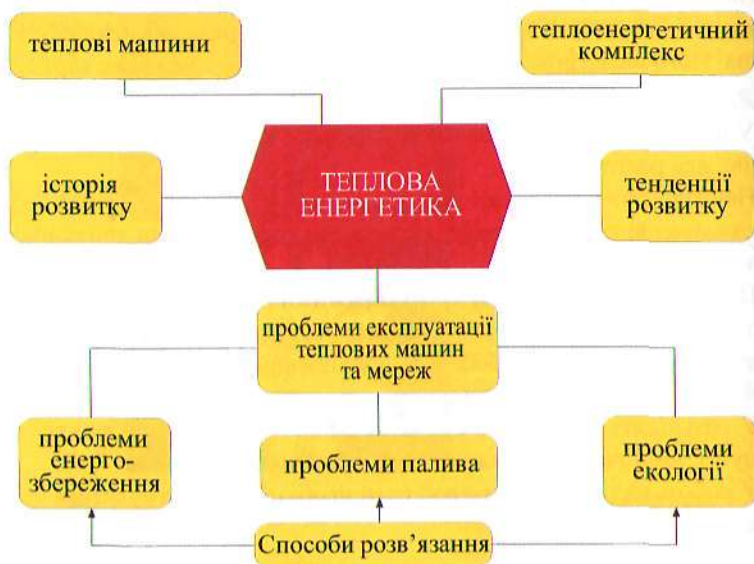 теплові машини
теплоенергетичний
комплекс
історія
розвитку
ТЕПЛОВА
ЕНЕРГЕТИКА
тенденції
розвитку
проблеми експлуатації
теплових машин
та мереж
проблеми
енерго-
збереження
проблеми палива
проблеми
екології
Способи розв’язання